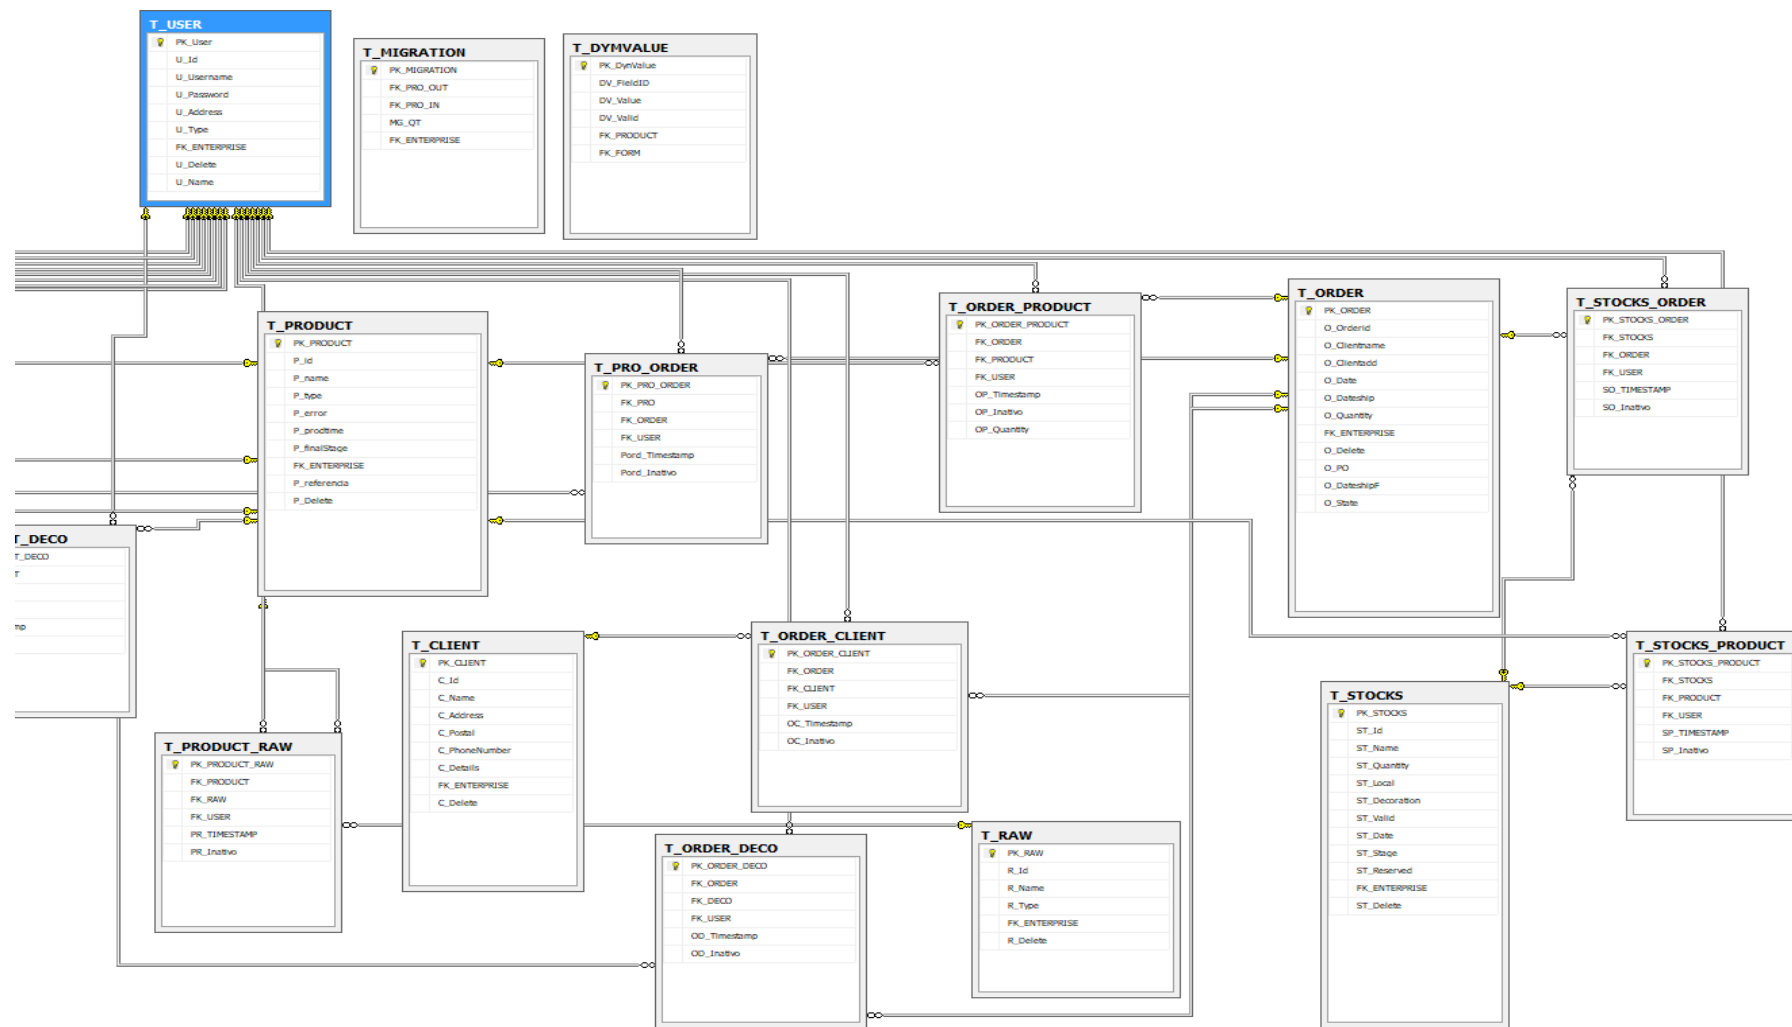 T_USER
PK_User
U_Id
U_Username
U_Password
U_Address
U_Type
FK_ENTERPRISE
U_Delete
U_Name
T_MIGRATION
PK_MIGRATION
FK_PRO_OUT
FK_PRO_IN
MG_QT
FK_ENTERPRISE
T_DYMVALUE
PK_DynValue
DV_FieldID
DV_Value
DV_Valid
FK_PRODUCT
FK_FORM
T_PRODUCT
PK_PRODUCT
P_id
P_name
P_type
P_error
P_prodtime
P_finalStage
FK_ENTERPRISE
P_referencia
P_Delete
T_PRO_ORDER
PK_PRO_ORDER
FK_PRO
FK_ORDER
FK_USER
Pord_Timestamp
Pord_Inativo
T_ORDER_PRODUCT
PK_ORDER_PRODUCT
FK_ORDER
FK_PRODUCT
FK_USER
OP_Timestamp
OP_Inativo
OP_Quantity
T_ORDER
PK_ORDER
O_OrderId
O_Clientname
O_Clientadd
O_Date
O_Dateship
O_Quantity
FK_ENTERPRISE
O_Delete
O_PO
O_DateshipF
O_State
T_STOCKS_ORDER
PK_STOCKS_ORDER
FK_STOCKS
FK_ORDER
FK_USER
SO_TIMESTAMP
SO_Inativo
T_DECO
T_DECO
T
mp
T_PRODUCT_RAW
PK_PRODUCT_RAW
FK_PRODUCT
FK_RAW
FK_USER
PR_TIMESTAMP
PR_Inativo
T_CLIENT
PK_CLIENT
C_Id
C_Name
C_Address
C_Postal
C_PhoneNumber
C_Details
FK_ENTERPRISE
C_Delete
T_ORDER_CLIENT
PK_ORDER_CLIENT
FK_ORDER
FK_CLIENT
FK_USER
OC_Timestamp
OC_Inativo
T_ORDER_DECO
PK_ORDER_DECO
FK_ORDER
FK_DECO
FK_USER
OD_Timestamp
OD_Inativo
T_RAW
PK_RAW
R_Id
R_Name
R_Type
FK_ENTERPRISE
R_Delete
T_STOCKS
PK_STOCKS
ST_Id
ST_Name
ST_Quantity
ST_Local
ST_Decoration
ST_Valid
ST_Date
ST_Stage
ST_Reserved
FK_ENTERPRISE
ST_Delete
T_STOCKS_PRODUCT
PK_STOCKS_PRODUCT
FK_STOCKS
FK_PRODUCT
FK_USER
SP_TIMESTAMP
SP_Inativo